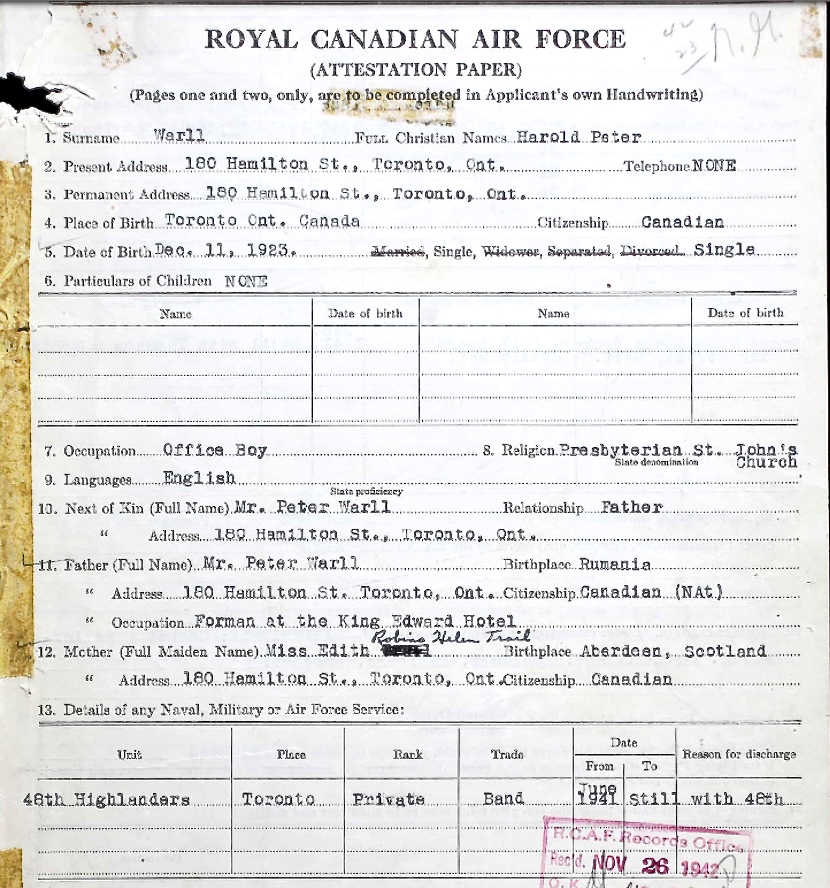 ROYAL CANADIAN AIR FORCE
(ATTESTATION PAPER)
(Pages one and two, only, are to be completed in Applicant's own Handwriting)
1. Surname Warll FULL Christian Names Harold Peter
2. Present Address 180 Hamilton St., Toronto, Ont. Telephone NONE
3. Permanent Address 180 Hamilton St., Toronto, Ont.
4. Place of Birth Toronto Ont. Canada Citizenship Canadian
5. Date of Birth Dec. 11, 1923. Married, Single, Widower, Separated, Divorced. Single
6. Particulars of Children NONE
Name Date of birth Name Date of birth
7. Occupation Office Boy 8. Religion Presbyterian St. John's
State denomination Church
9. Languages English
State proficiency
10. Next of Kin (Full Name) Mr. Peter Warll Relationship Father
" Address 180 Hamilton St., Toronto, Ont.
11. Father (Full Name) Mr. Peter Warll Birthplace Rumania
" Address 180 Hamilton St. Toronto, Ont. Citizenship Canadian (NAt)
" Occupation Forman at the King Edward Hotel
Helen Trail
12. Mother (Full Maiden Name) Miss Edith Birthplace Aberdeen, Scotland
" Address 180 Hamilton St., Toronto, Ont. Citizenship Canadian
13. Details of any Naval, Military or Air Force Service:
Unit Place Rank Trade Date Reason for discharge
From To
48th Highlanders Toronto Private Band June 1941 Still with 48th
R.C.A.F. Records Office
Rec'd. NOV 26 1942
O. K